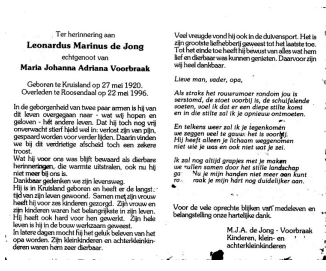 Ter herinnering aan
Leonardus Marinus de Jong
echtgenoot van
Maria Johanna Adriana Voorbraak
Geboren te Kruisland op 27 mei 1920.
Overleden te Roosendaal op 22 mei 1996.
In de geborgenheid van twee paar armen is hij van
dit leven overgegaan naar - wat wij hopen en
geloven - hét andere leven. Dat hij toch nog vrij
onverwacht stierf hield wel in: verlost zijn van pijn,
gespaard worden voor verder lijden. Daarin vinden
we bij dit verdrietige afscheid toch een zekere
troost.
Wat hij voor ons was blijft bewaard als dierbare
herinneringen, die warmte uitstralen, ook nu hij
niet meer bij ons is.
Dankbaar gedenken we zijn levensweg.
Hij is in Kruisland geboren en heeft er de langst.
tijd van zijn leven gewoond. Samen met zijn vrouw
heeft hij voor zes kinderen gezorgd. Zijn vrouw en
zijn kinderen waren het belangrijkste in zijn leven.
Hij heeft ook hard voor hen gewerkt. Zijn hele
leven is hij in de bouw werkzaam geweest.
In latere dagen mocht hij het geluk beleven van het
opa worden. Zijn kleinkinderen en achterkleinkin-
deren waren hem zeer dierbaar.
Veel vreugde vond hij ook in de duivensport. Het is
zijn grootste liefhebberij geweest tot het laatste toe.
Tot het einde toe heeft hij bewust van alles wat hem
lief en dierbaar was kunnen genieten. Daarvoor zijn
wij heel dankbaar.
Lieve man, vader, opa,
Als straks het rouwrumoer rondom jou is
verstomd, de stoet voorbij is, de schuifelende
voeten, voel ik dat er een diepe stilte komt
en in die stilte zal ik je opnieuw ontmoeten.
En telkens weer zal ik je tegenkomen
we zeggen veel te gauw: het is voorbij.
Hij heeft alleen je lichaam weggenomen
niet wie je was en ook niet wat je zei.
Ik zal nog altijd grapjes met je maken
we zullen samen door het stille landschap
ga Nu je mijn handen niet meer aan kunt
ra je mijn hart nog duidelijker aan.
Voor de vele oprechte blijken van medeleven en
belangstelling onze hartelijke dank.
M.J.A. de Jong - Voorbraak
Kinderen, klein- en
achterkleinkinderen